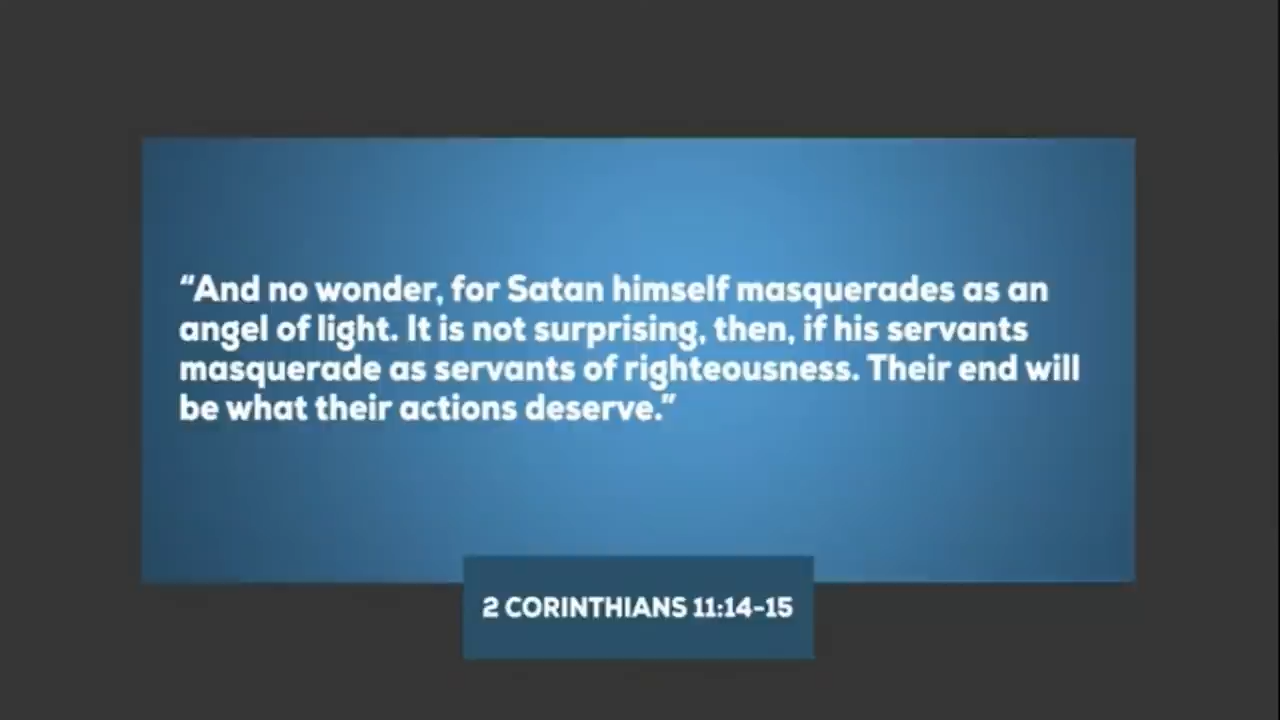 “And no wonder, for Satan himself masquerades as an
angel of light. It is not surprising, then, if his servants
masquerade as servants of righteousness. Their end will
be what their actions deserve.”
2 CORINTHIANS 11:14-15